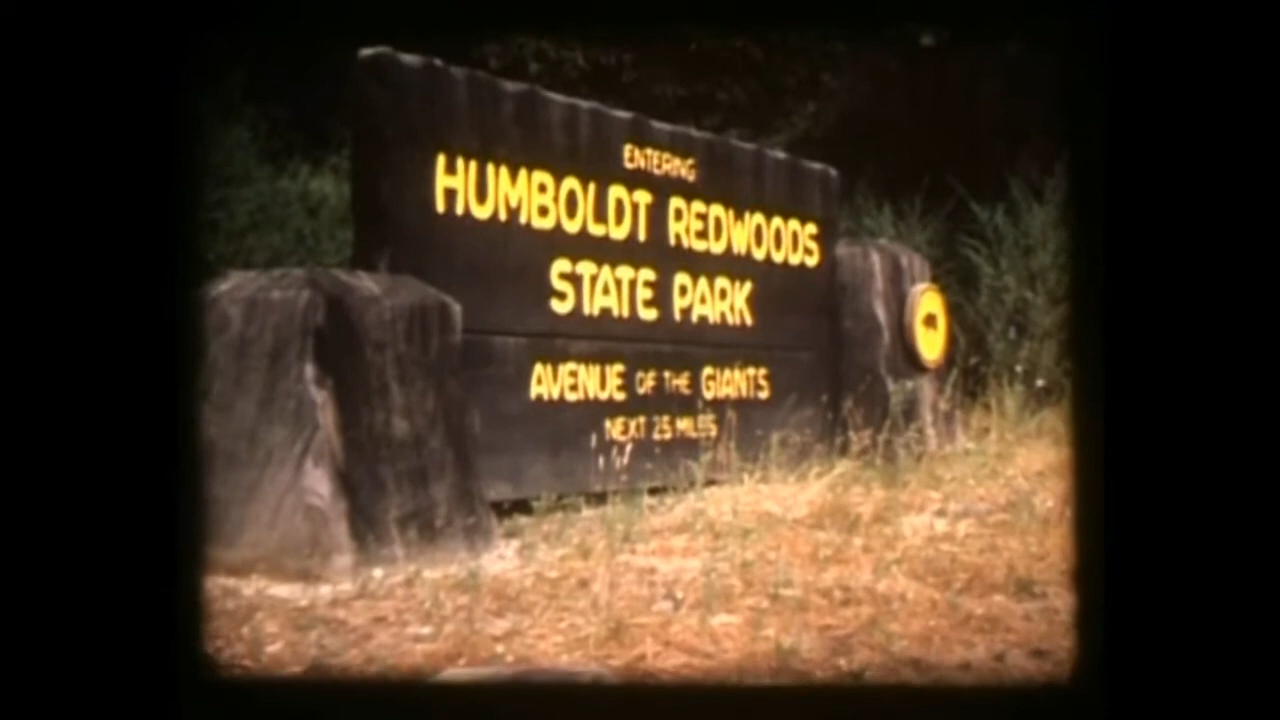 ENTERING
HUMBOLDT REDWOODS
STATE PARK
AVENUE OF THE GIANTS
NEXT 25 MILES